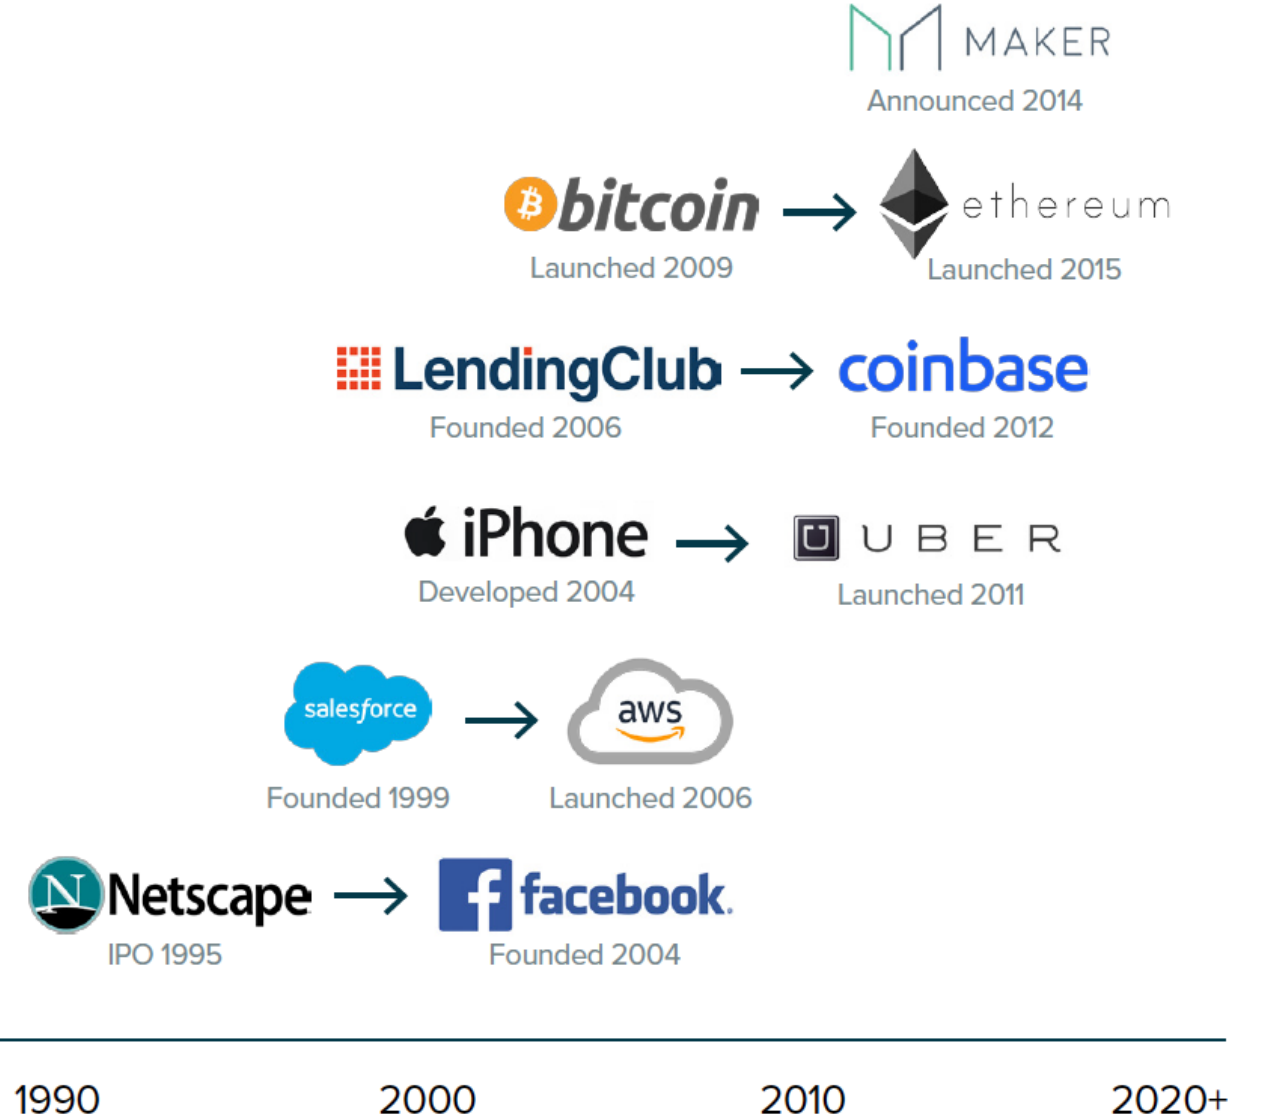 MAKER
Announced 2014
bitcoin ethereum
Launched 2009 Launched 2015
LendingClub coinbase
Founded 2006 Founded 2012
iPhone U UBER
Developed 2004 Launched 2011
salesforce aws
Founded 1999 Launched 2006
N Netscape f facebook.
IPO 1995 Founded 2004
1990 2000 2010 2020+